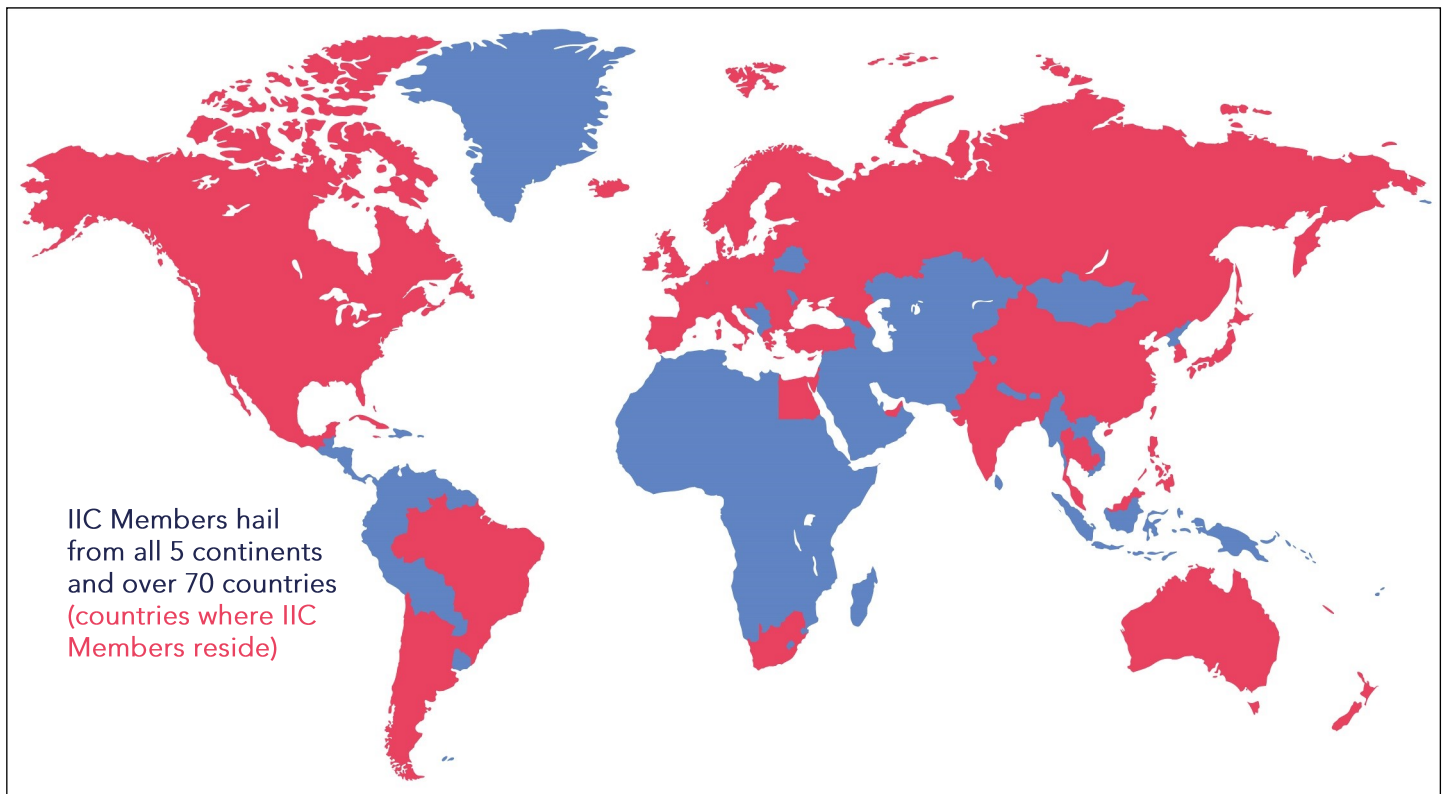 IIC Members hail
from all 5 continents
and over 70 countries
(countries where IIC
Members reside)